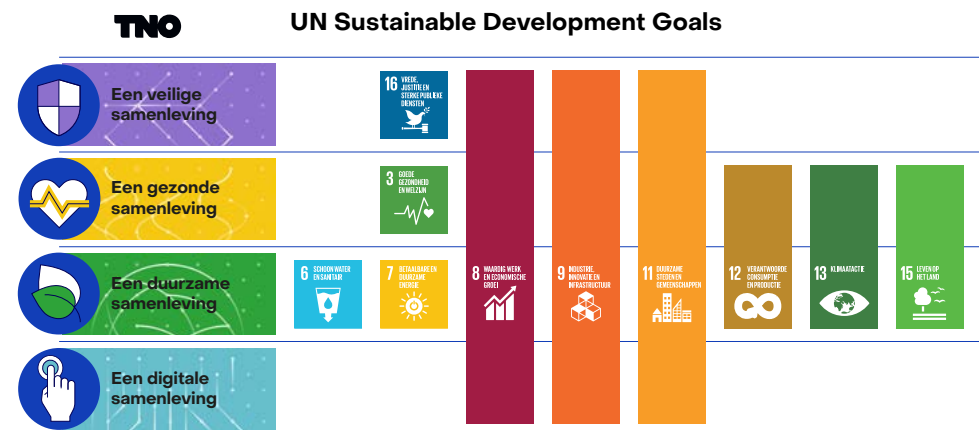 TNO
UN Sustainable Development Goals
Een veilige
samenleving
16
VREDE,
JUSTITIE EN
STERKE PUBLIEKE
DIENSTEN
Een gezonde
samenleving
3
GOEDE
GEZONDHEID
EN WELZIJN
Een duurzame
samenleving
6
SCHOON WATER
EN SANITAIR
7
BETAALBARE EN
DUURZAME
ENERGIE
8
WAARDIG WERK
EN ECONOMISCHE
GROEI
9
INDUSTRIE,
INNOVATIE EN
INFRASTRUCTUUR
11
DUURZAME
STEDEN EN
GEMEENSCHAPPEN
12
VERANTWOORDE
CONSUMPTIE
EN PRODUCTIE
13
KLIMAATACTIE
15
LEVEN OP
HET LAND
Een digitale
samenleving